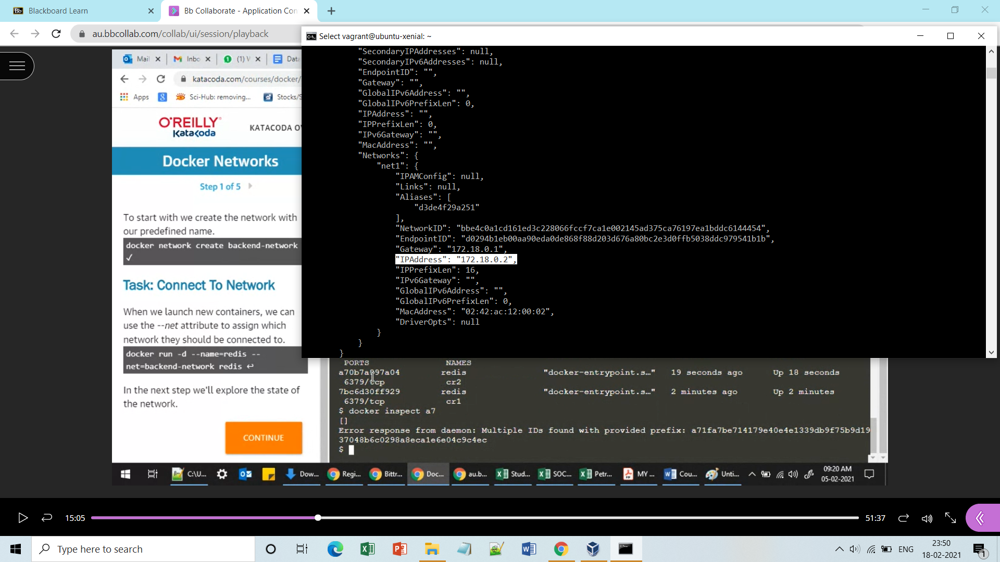 Blackboard Learn
Bb Collaborate - Application Con
au.bbcollab.com/collab/ui/session/playback
Select vagrant@ubuntu-xenial: ~
"SecondaryIPAddresses": null,
"SecondaryIPv6Addresses": null,
"EndpointID": "",
"Gateway": "",
"GlobalIPv6Address": "",
"GlobalIPv6PrefixLen": 0,
"IPAddress": "",
"IPPrefixLen": 0,
"IPv6Gateway": "",
"MacAddress": "",
"Networks": {
"net1": {
"IPAMConfig": null,
"Links": null,
"Aliases": [
"d3de4f29a251"
],
"NetworkID": "bbe4c0a1cd161ed3c228066fccf7ca1e002145ad375ca76197ea1bddc6144454",
"EndpointID": "d0294b1eb00aa90eda0de868f88d203d676a80bc2e3d0ffb5038ddc979541b1b",
"Gateway": "172.18.0.1",
"IPAddress": "172.18.0.2",
"IPPrefixLen": 16,
"IPv6Gateway": "",
"GlobalIPv6Address": "",
"GlobalIPv6PrefixLen": 0,
"MacAddress": "02:42:ac:12:00:02",
"DriverOpts": null
}
}
}
Mail
Inbo
(1) V
Data
katacoda.com/courses/docker/
Apps
Sci-Hub: removing...
Stocks/S
O'REILLY
Katacoda
KATACODA OV
Docker Networks
Step 1 of 5
To start with we create the network with
our predefined name.
docker network create backend-network
✓
Task: Connect To Network
When we launch new containers, we can
use the --net attribute to assign which
network they should be connected to.
docker run -d --name=redis --
net=backend-network redis ↩
In the next step we'll explore the state of
the network.
CONTINUE
PORTS NAMES
a70b7a897a04 redis "docker-entrypoint.s…" 19 seconds ago Up 18 seconds
6379/tcp cr2
7bc6d30ff929 redis "docker-entrypoint.s…" 2 minutes ago Up 2 minutes
6379/tcp cr1
$ docker inspect a7
[]
Error response from daemon: Multiple IDs found with provided prefix: a71fa7be714179e40e4e1339db9f75b9d19
37048b6c0298a8eca1e6e04c9c4ec
$
C:\U...
Dow...
Regi...
Bittr...
Doc...
au.b...
Stud...
SOC...
Petr...
MY ...
Cou...
Unti...
09:20 AM
05-02-2021
15:05
51:37
Type here to search
ENG
23:50
18-02-2021
1